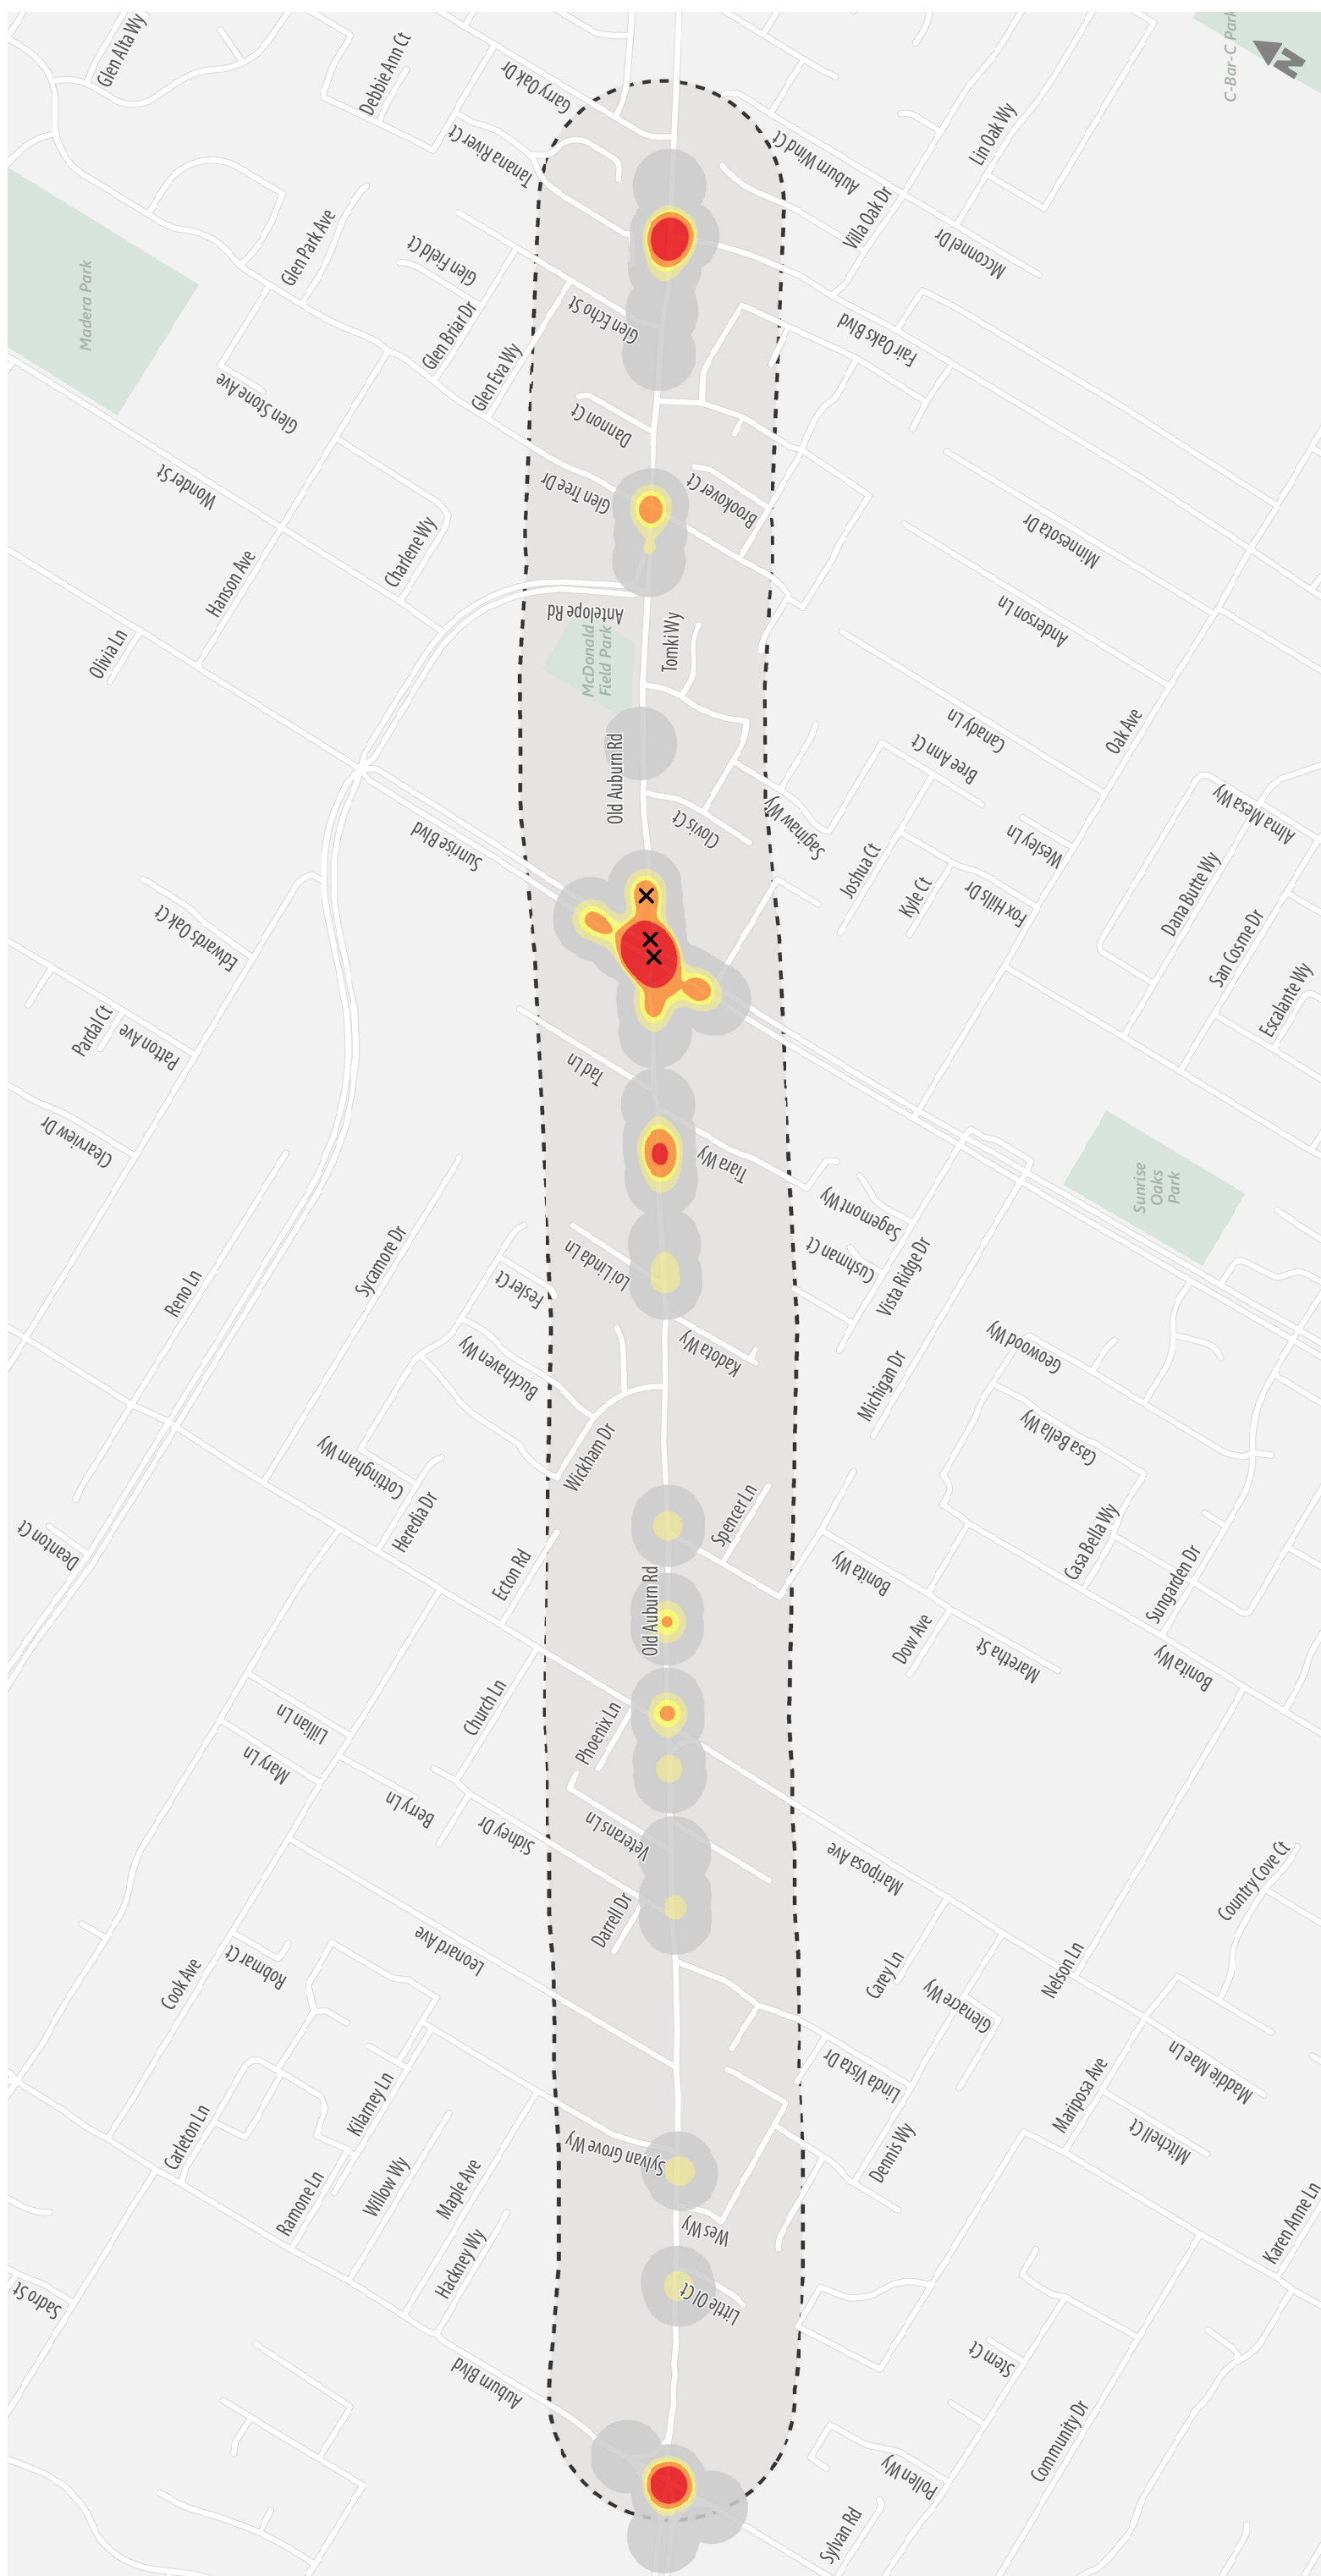 Glen Alta Wy
Debbie Ann Ct
Garry Oak Dr
C-Bar-C Park
N
Tanana River Ct
Auburn Wind Ct
Lin Oak Wy
Villa Oak Dr
Mcconnel Dr
Glen Park Ave
Glen Field Ct
Madera Park
Glen Briar Dr
Glen Echo St
Fair Oaks Blvd
Glen Eva Wy
Glen Stone Ave
Dannon Ct
Wonder St
Glen Tree Dr
Brookover Ct
Charlene Wy
Minnesota Dr
Hanson Ave
Antelope Rd
Anderson Ln
Olivia Ln
McDonald
Field Park
Tomki Wy
Canady Ln
Oak Ave
Bree Ann Ct
Old Auburn Rd
Clovis Ct
Saginaw Wy
Sunrise Blvd
Wesley Ln
Alma Mesa Wy
Joshua Ct
Kyle Ct
Fox Hills Dr
Dana Butte Wy
San Cosme Dr
Edwards Oak Ct
Escalante Wy
Pardal Ct
Patton Ave
Tad Ln
Clearview Dr
Tiara Wy
Sunrise
Oaks
Park
Sagemont Wy
Cushman Ct
Vista Ridge Dr
Loi Linda Ln
Fesler Ct
Sycamore Dr
Reno Ln
Buckhaven Wy
Kadota Wy
Geowood Wy
Michigan Dr
Casa Bella Wy
Wickham Dr
Cottingham Wy
Heredia Dr
Spencer Ln
Deanton Ct
Ecton Rd
Casa Bella Wy
Bonita Wy
Sungarden Dr
Old Auburn Rd
Dow Ave
Maretha St
Bonita Wy
Church Ln
Lillian Ln
Phoenix Ln
Mary Ln
Berry Ln
Sidney Dr
Veterans Ln
Mariposa Ave
Country Cove Ct
Darrell Dr
Leonard Ave
Robmar Ct
Cook Ave
Carey Ln
Glenacre Wy
Nelson Ln
Linda Vista Dr
Maddie Mae Ln
Kilarney Ln
Mariposa Ave
Carleton Ln
Mitchell Ct
Sylvan Grove Wy
Dennis Wy
Willow Wy
Maple Ave
Ramone Ln
Wes Wy
Karen Anne Ln
Hackney Wy
Sadro St
Little Ol Ct
Stern Ct
Auburn Blvd
Community Dr
Pollen Wy
Sylvan Rd